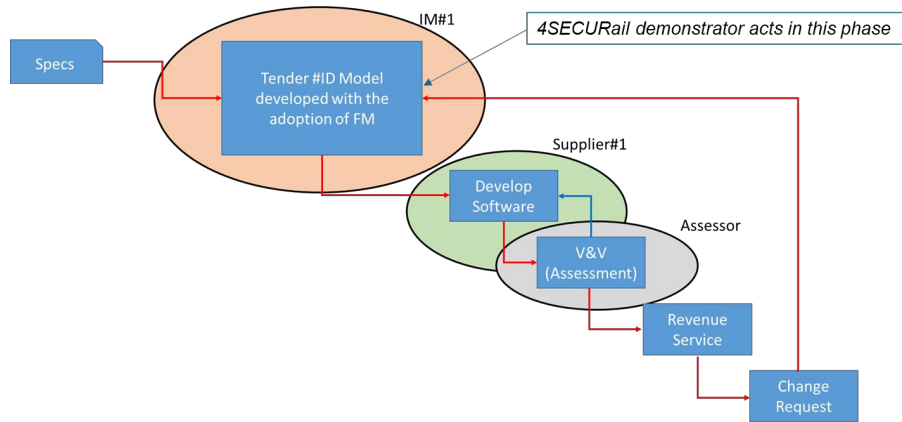 IM#1
4SECURail demonstrator acts in this phase
Specs
Tender #ID Model
developed with the
adoption of FM
Supplier#1
Develop
Software
Assessor
V&V
(Assessment)
Revenue
Service
Change
Request